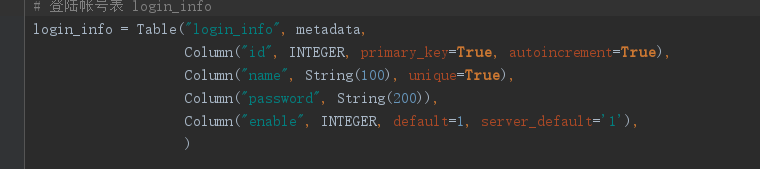 # 登陆帐号表 login_info
login_info = Table("login_info", metadata,
Column("id", INTEGER, primary_key=True, autoincrement=True),
Column("name", String(100), unique=True),
Column("password", String(200)),
Column("enable", INTEGER, default=1, server_default='1'),
)